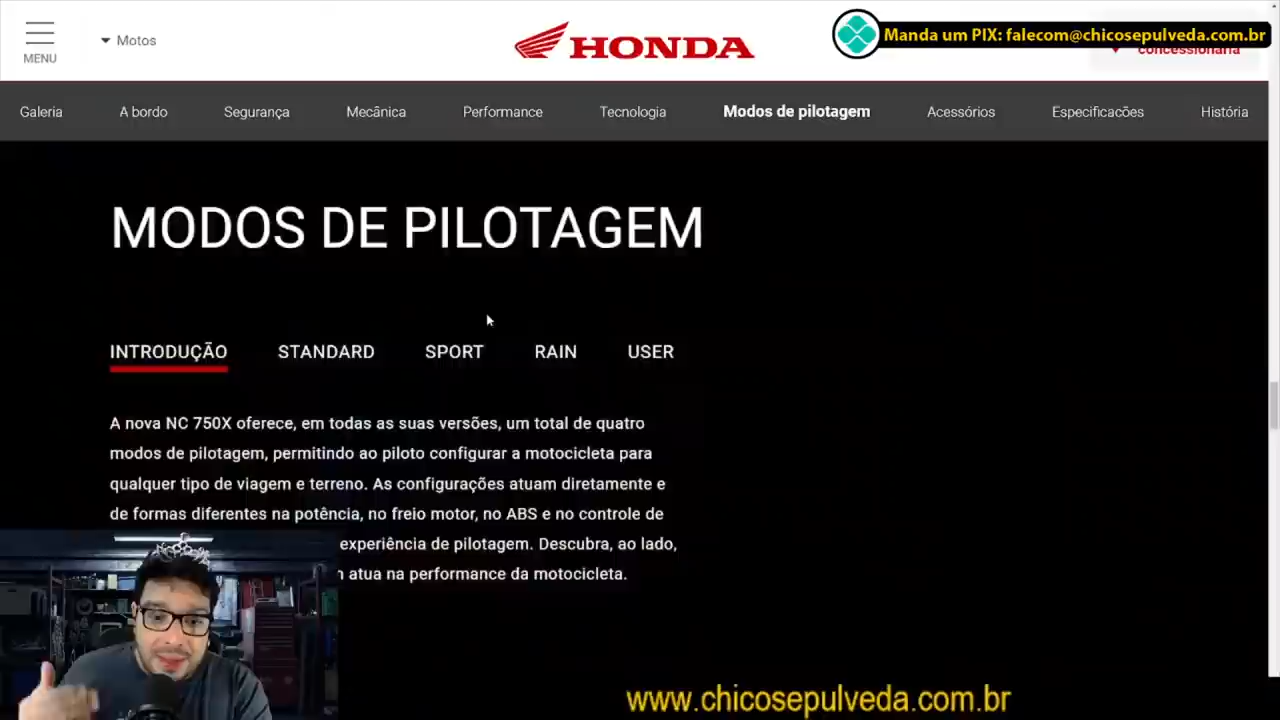 MENU
Motos
HONDA
Manda um PIX: falecom@chicosepulveda.com.br
concessionária
Galeria
A bordo
Segurança
Mecânica
Performance
Tecnologia
Modos de pilotagem
Acessórios
Especificações
História
MODOS DE PILOTAGEM
INTRODUÇÃO
STANDARD
SPORT
RAIN
USER
A nova NC 750X oferece, em todas as suas versões, um total de quatro
modos de pilotagem, permitindo ao piloto configurar a motocicleta para
qualquer tipo de viagem e terreno. As configurações atuam diretamente e
de formas diferentes na potência, no freio motor, no ABS e no controle de
experiência de pilotagem. Descubra, ao lado,
atua na performance da motocicleta.
www.chicosepulveda.com.br